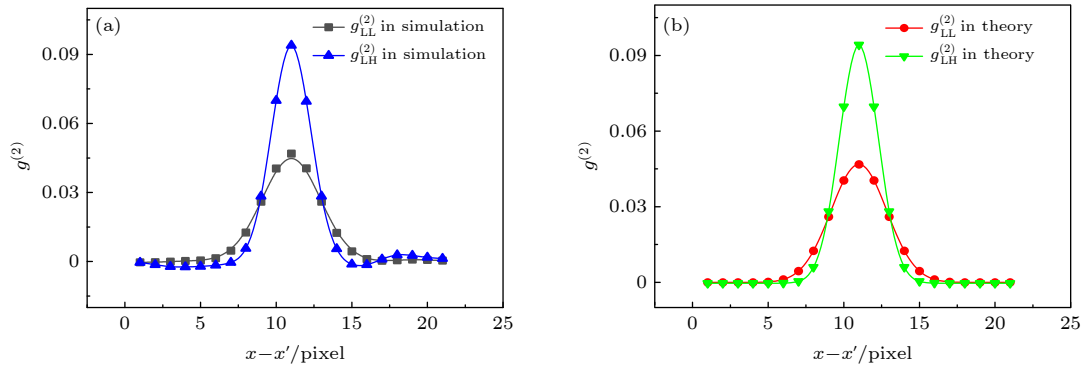 (a)
g_LL^(2) in simulation
g_LH^(2) in simulation
0.09
0.06
0.03
0
g^(2)
0 5 10 15 20 25
x−x′/pixel
(b)
g_LL^(2) in theory
g_LH^(2) in theory
0.09
0.06
0.03
0
g^(2)
0 5 10 15 20 25
x−x′/pixel